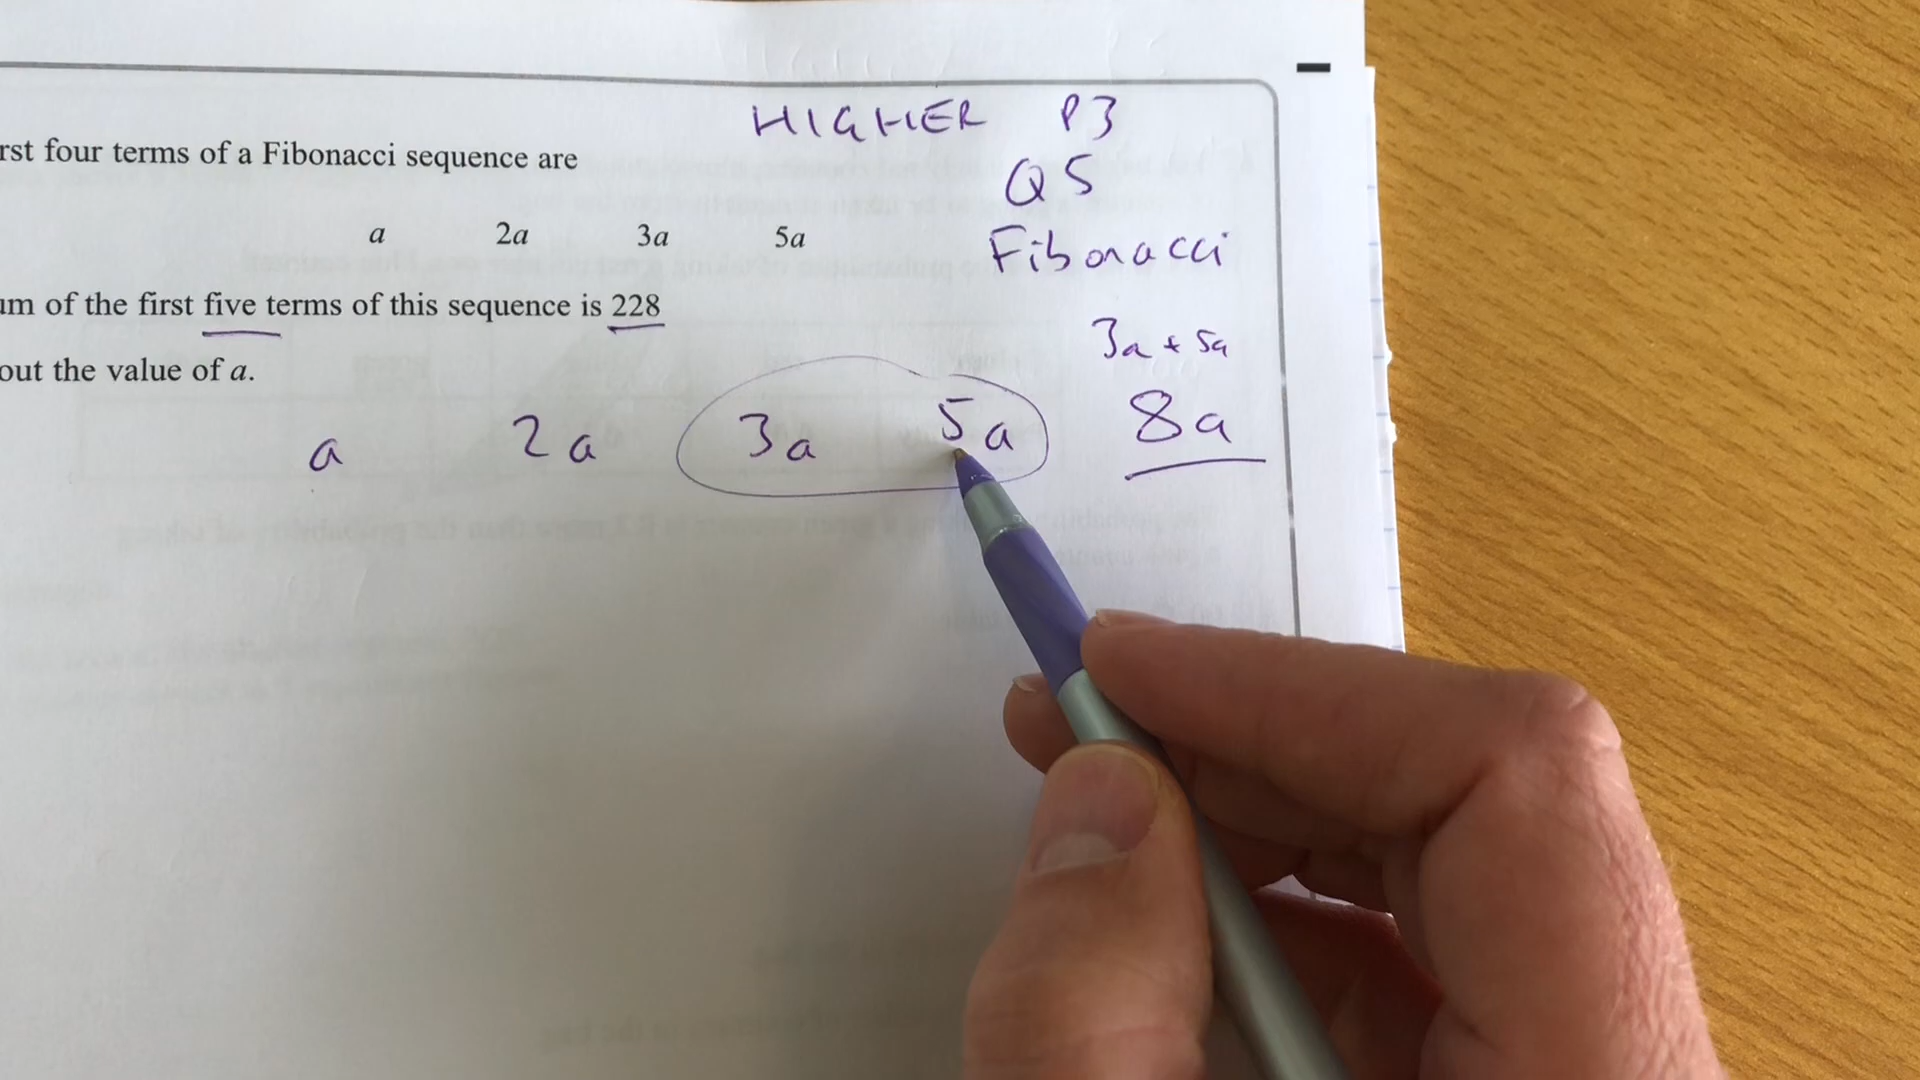 HIGHER P3
rst four terms of a Fibonacci sequence are
Q5
a 2a 3a 5a
Fibonacci
um of the first five terms of this sequence is 228
3a + 5a
out the value of a.
a 2a 3a 5a 8a